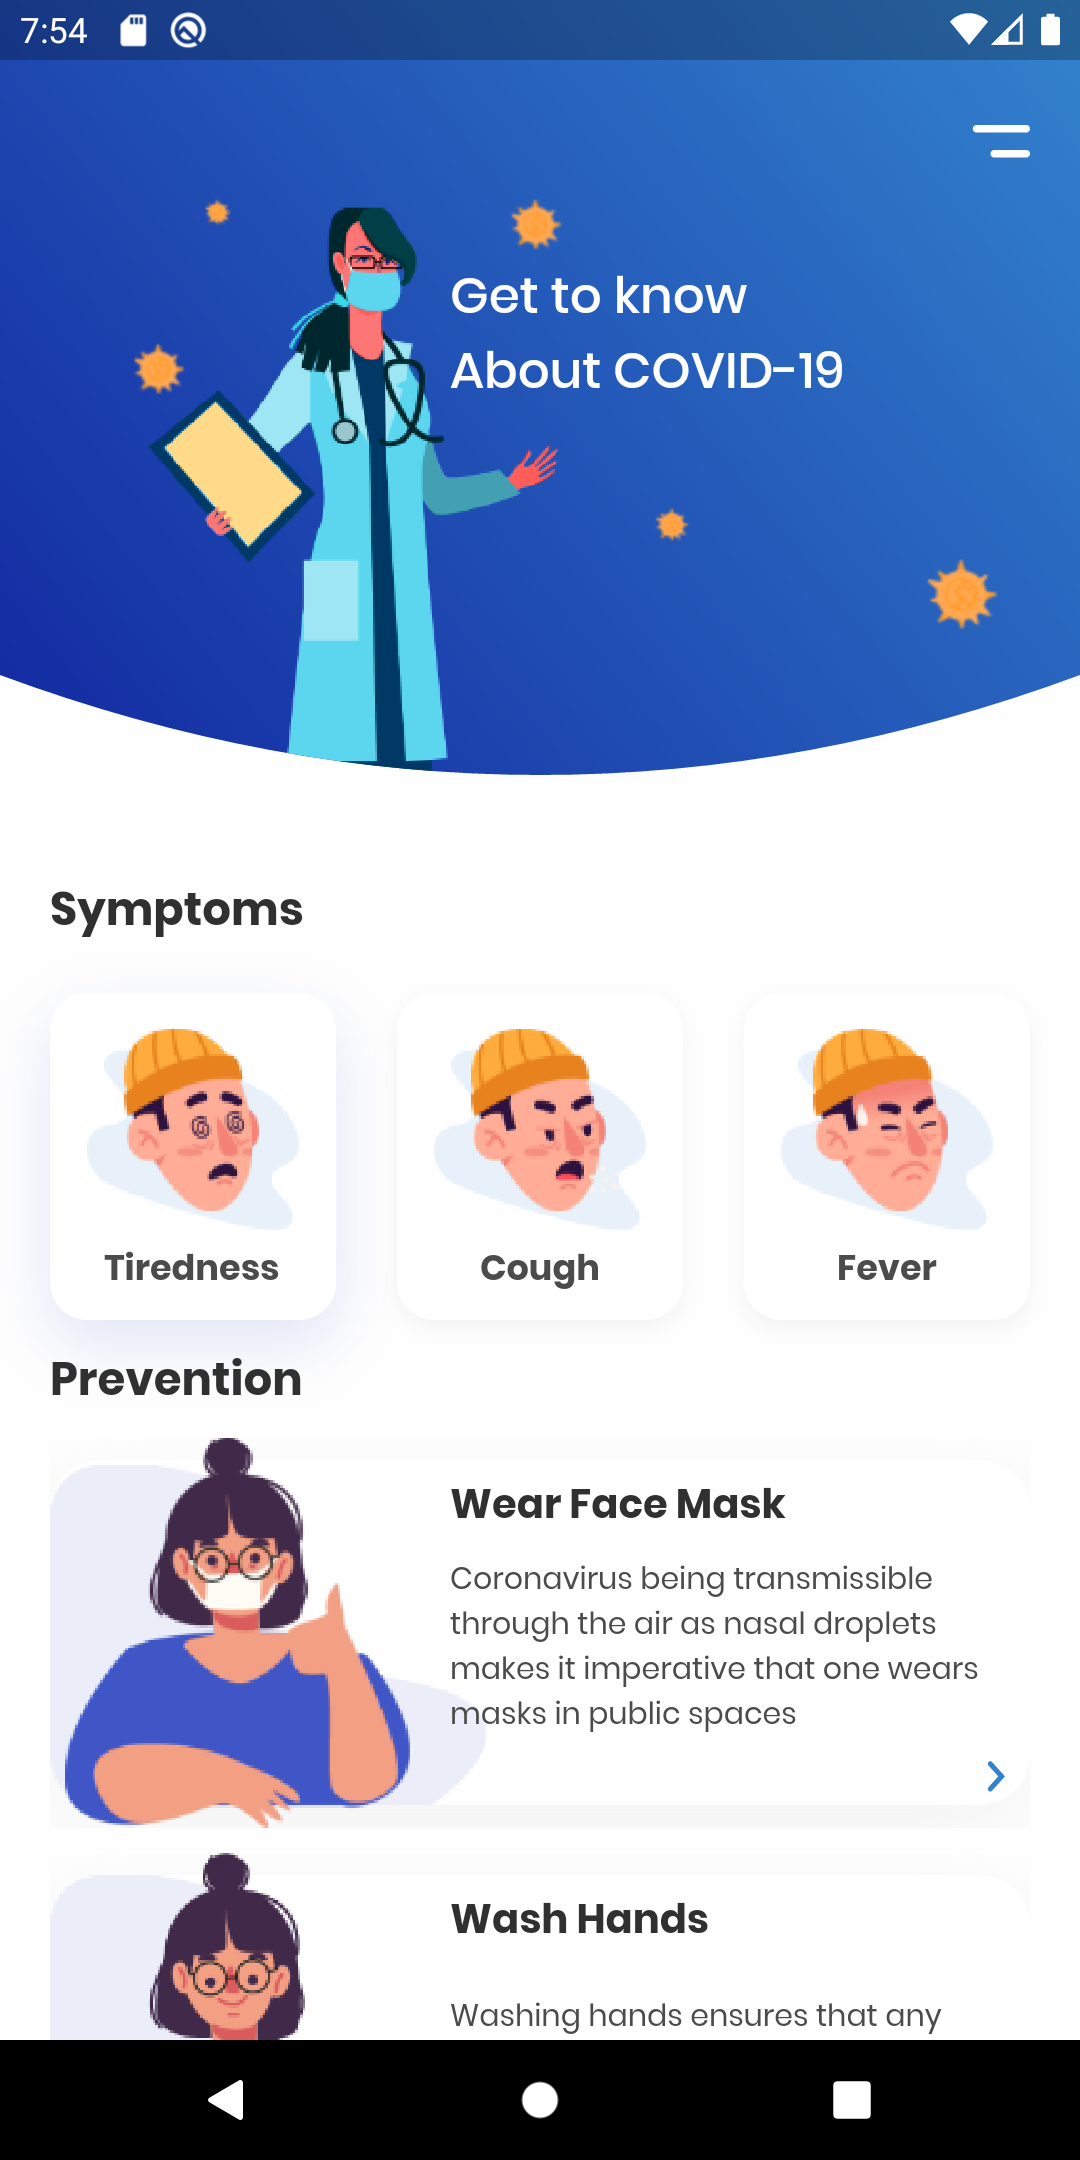 7:54
Get to know
About COVID-19
Symptoms
Tiredness
Cough
Fever
Prevention
Wear Face Mask
Coronavirus being transmissible
through the air as nasal droplets
makes it imperative that one wears
masks in public spaces
Wash Hands
Washing hands ensures that any